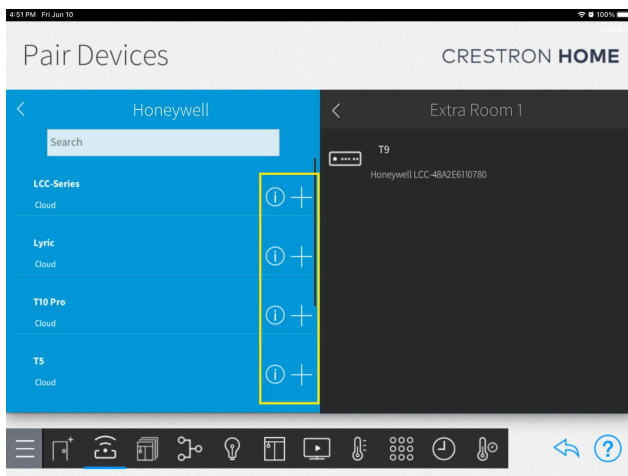 4:51 PM Fri Jun 10
100%
Pair Devices
CRESTRON HOME
Honeywell
Search
LCC-Series
Cloud
Lyric
Cloud
T10 Pro
Cloud
T5
Cloud
Extra Room 1
T9
Honeywell LCC-48A2E6110780